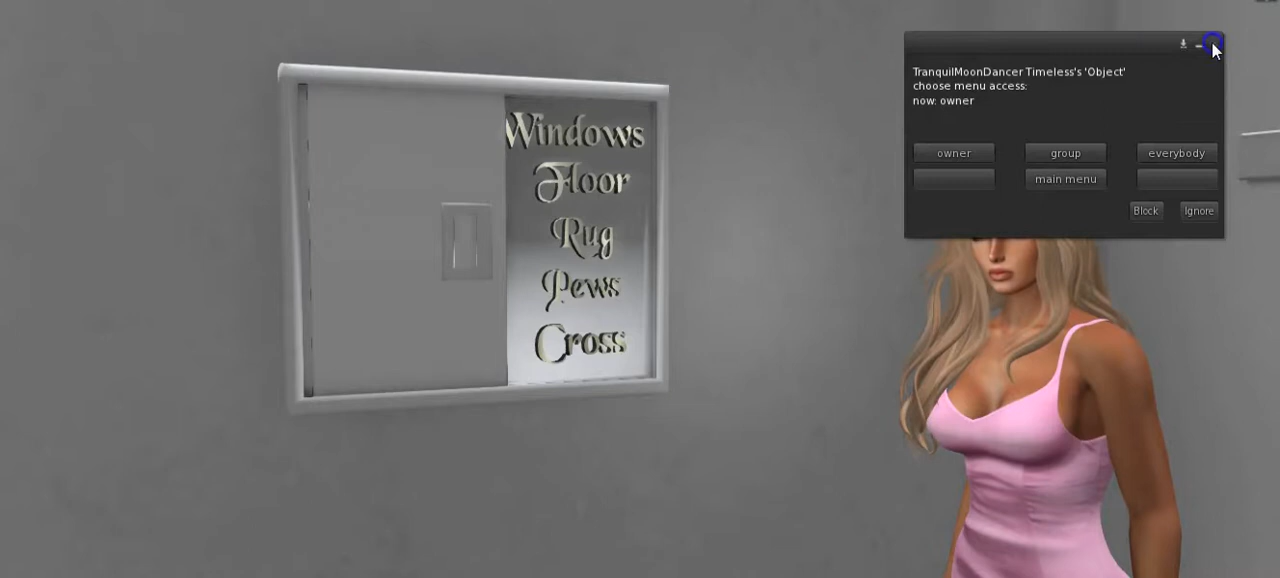 Windows
Floor
Rug
Pews
Cross
TranquilMoonDancer Timeless's 'Object'
choose menu access:
now: owner
owner group everybody
main menu
Block Ignore